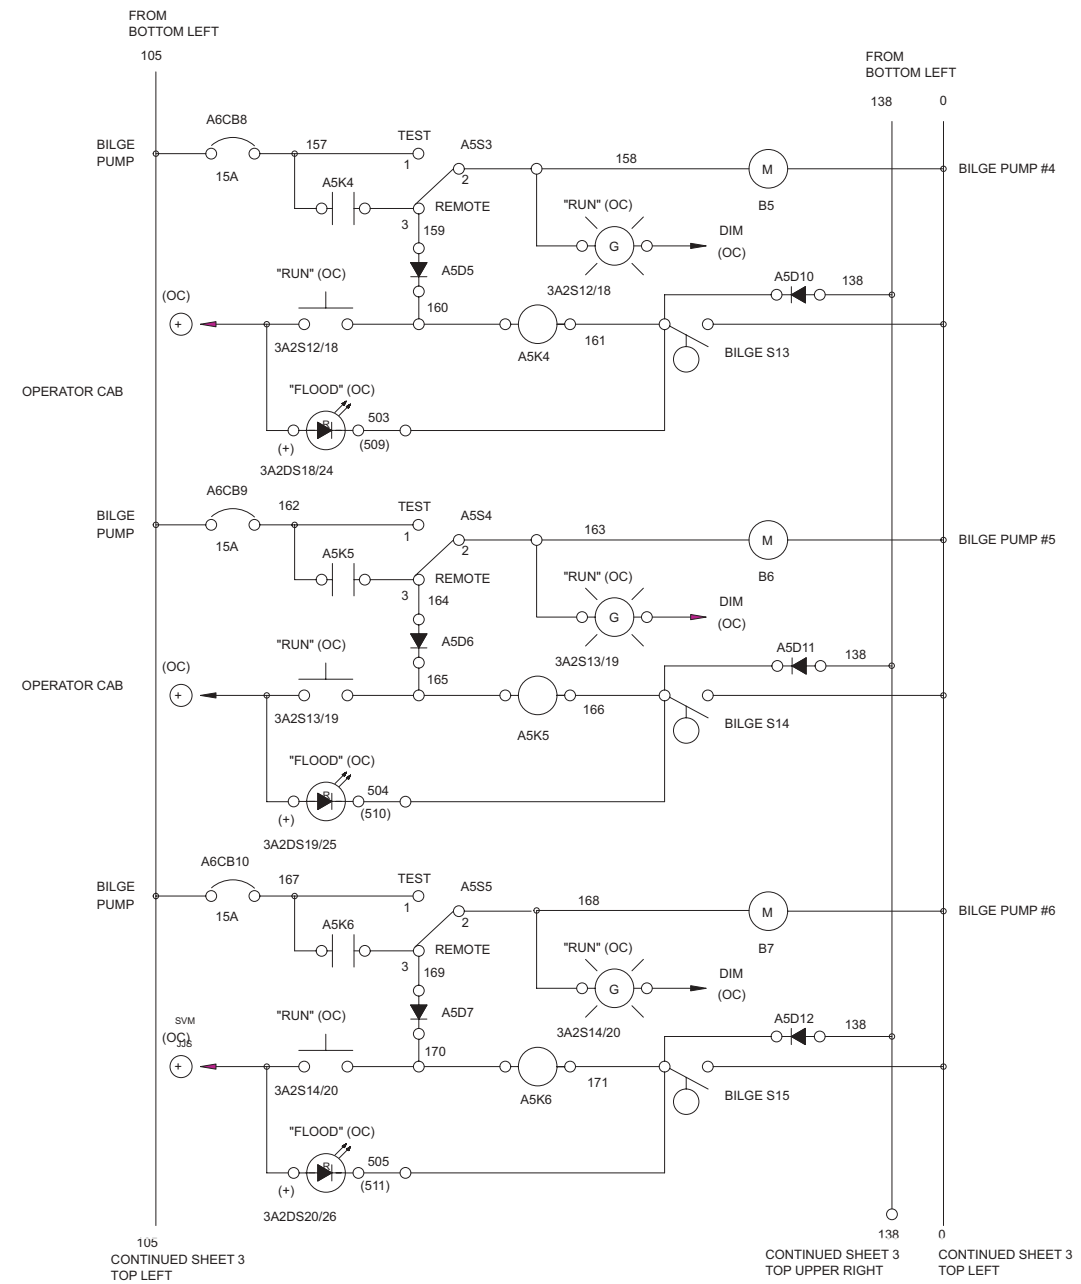 FROM
BOTTOM LEFT
105
FROM
BOTTOM LEFT
138
0
A6CB8
BILGE
PUMP
15A
157
TEST
1
A5S3
2
158
M
B5
BILGE PUMP #4
A5K4
REMOTE
3
159
"RUN" (OC)
G
DIM
(OC)
3A2S12/18
A5D5
"RUN" (OC)
160
A5D10
138
(OC)
+
3A2S12/18
A5K4
161
BILGE S13
OPERATOR CAB
"FLOOD" (OC)
R
503
(509)
(+)
3A2DS18/24
A6CB9
BILGE
PUMP
15A
162
TEST
1
A5S4
2
163
M
B6
BILGE PUMP #5
A5K5
REMOTE
3
164
"RUN" (OC)
G
DIM
(OC)
3A2S13/19
A5D6
"RUN" (OC)
165
A5D11
138
(OC)
+
OPERATOR CAB
3A2S13/19
A5K5
166
BILGE S14
"FLOOD" (OC)
R
504
(510)
(+)
3A2DS19/25
A6CB10
BILGE
PUMP
15A
167
TEST
1
A5S5
2
168
M
B7
BILGE PUMP #6
A5K6
REMOTE
3
169
"RUN" (OC)
G
DIM
(OC)
3A2S14/20
A5D7
"RUN" (OC)
170
A5D12
138
SVM
(OC)
JJS
+
3A2S14/20
A5K6
171
BILGE S15
"FLOOD" (OC)
R
505
(511)
(+)
3A2DS20/26
105
CONTINUED SHEET 3
TOP LEFT
138
CONTINUED SHEET 3
TOP UPPER RIGHT
0
CONTINUED SHEET 3
TOP LEFT